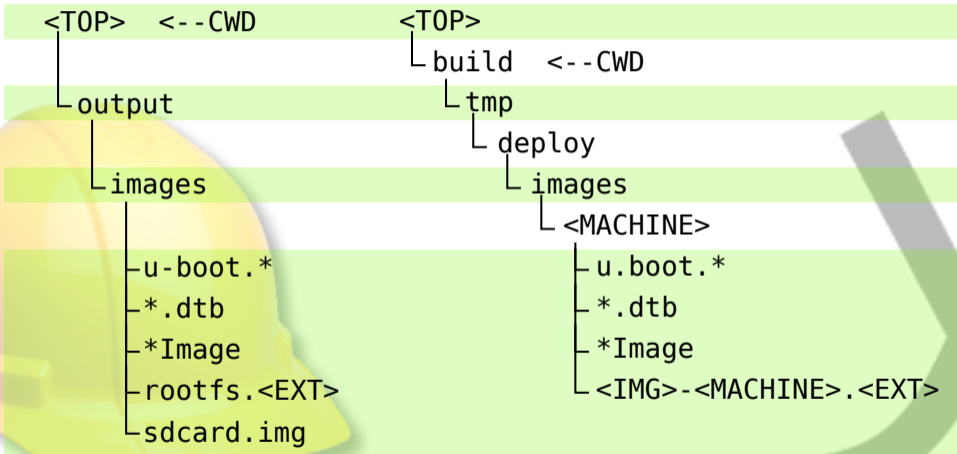 <TOP> <--CWD
output
images
u-boot.*
*.dtb
*Image
rootfs.<EXT>
sdcard.img
<TOP>
build <--CWD
tmp
deploy
images
<MACHINE>
u.boot.*
*.dtb
*Image
<IMG>-<MACHINE>.<EXT>